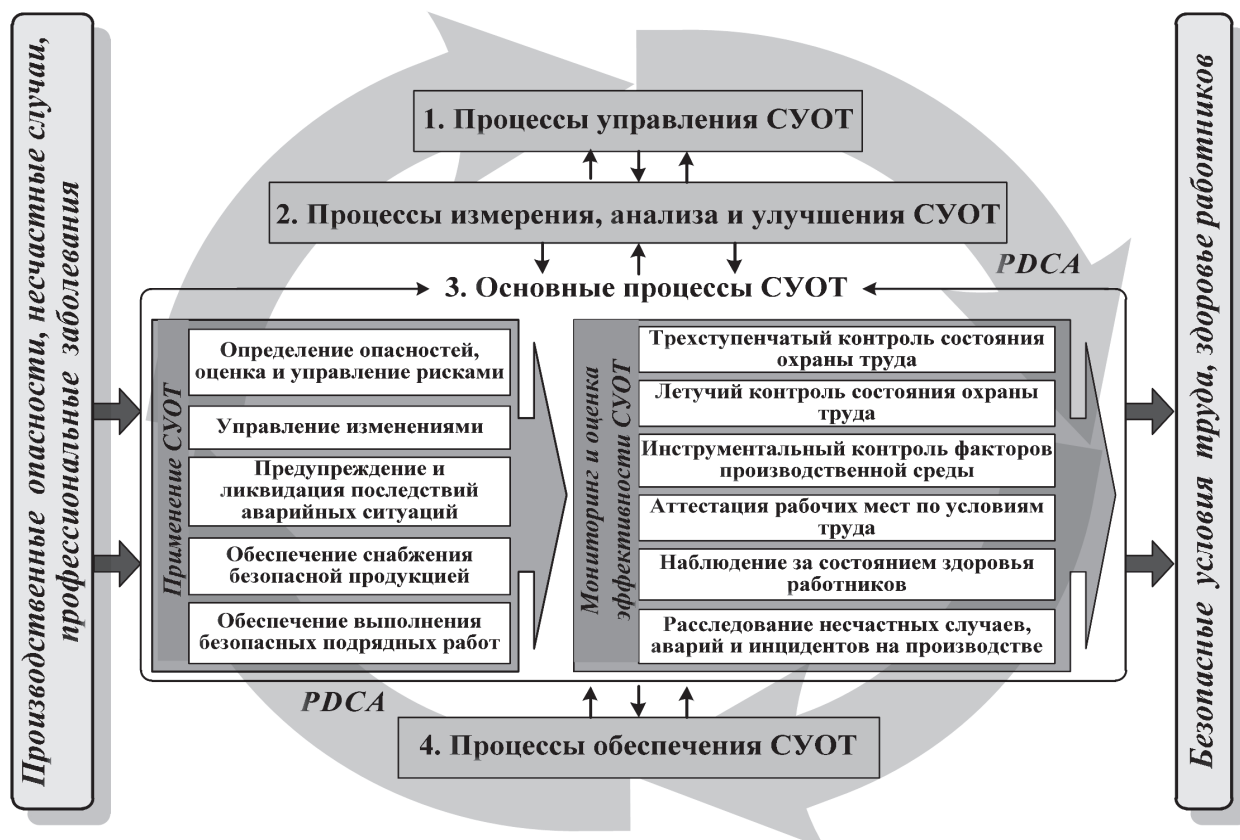 Производственные опасности, несчастные случаи,
профессиональные заболевания
1. Процессы управления СУОТ
2. Процессы измерения, анализа и улучшения СУОТ
PDCA
3. Основные процессы СУОТ
Применение СУОТ
Определение опасностей,
оценка и управление рисками
Управление изменениями
Предупреждение и
ликвидация последствий
аварийных ситуаций
Обеспечение снабжения
безопасной продукцией
Обеспечение выполнения
безопасных подрядных работ
Мониторинг и оценка
эффективности СУОТ
Трехступенчатый контроль состояния
охраны труда
Летучий контроль состояния охраны
труда
Инструментальный контроль факторов
производственной среды
Аттестация рабочих мест по условиям
труда
Наблюдение за состоянием здоровья
работников
Расследование несчастных случаев,
аварий и инцидентов на производстве
PDCA
4. Процессы обеспечения СУОТ
Безопасные условия труда, здоровье работников